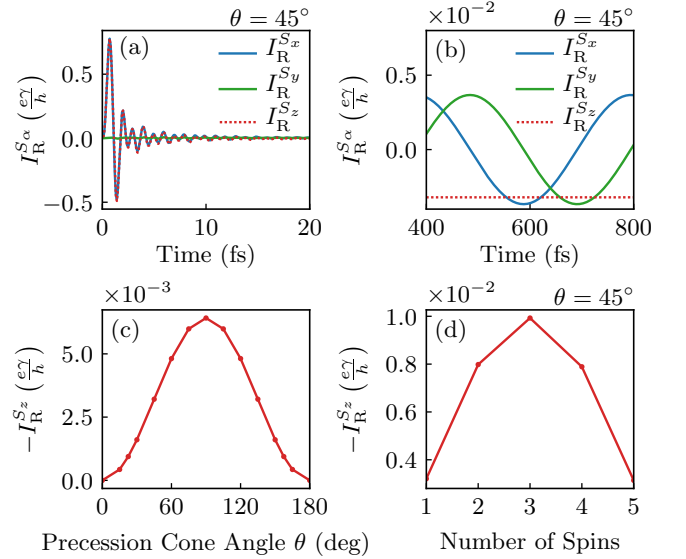 θ = 45°
(a)
I_R^{S_x}
I_R^{S_y}
I_R^{S_z}
I_R^{S_α} (eγ/h)
0.5
0.0
−0.5
0 10 20
Time (fs)
×10⁻² θ = 45°
(b)
I_R^{S_x}
I_R^{S_y}
I_R^{S_z}
I_R^{S_α} (eγ/h)
0.5
0.0
400 600 800
Time (fs)
×10⁻³
(c)
−I_R^{S_z} (eγ/h)
5.0
2.5
0.0
0 60 120 180
Precession Cone Angle θ (deg)
×10⁻² θ = 45°
(d)
−I_R^{S_z} (eγ/h)
1.0
0.8
0.6
0.4
1 2 3 4 5
Number of Spins